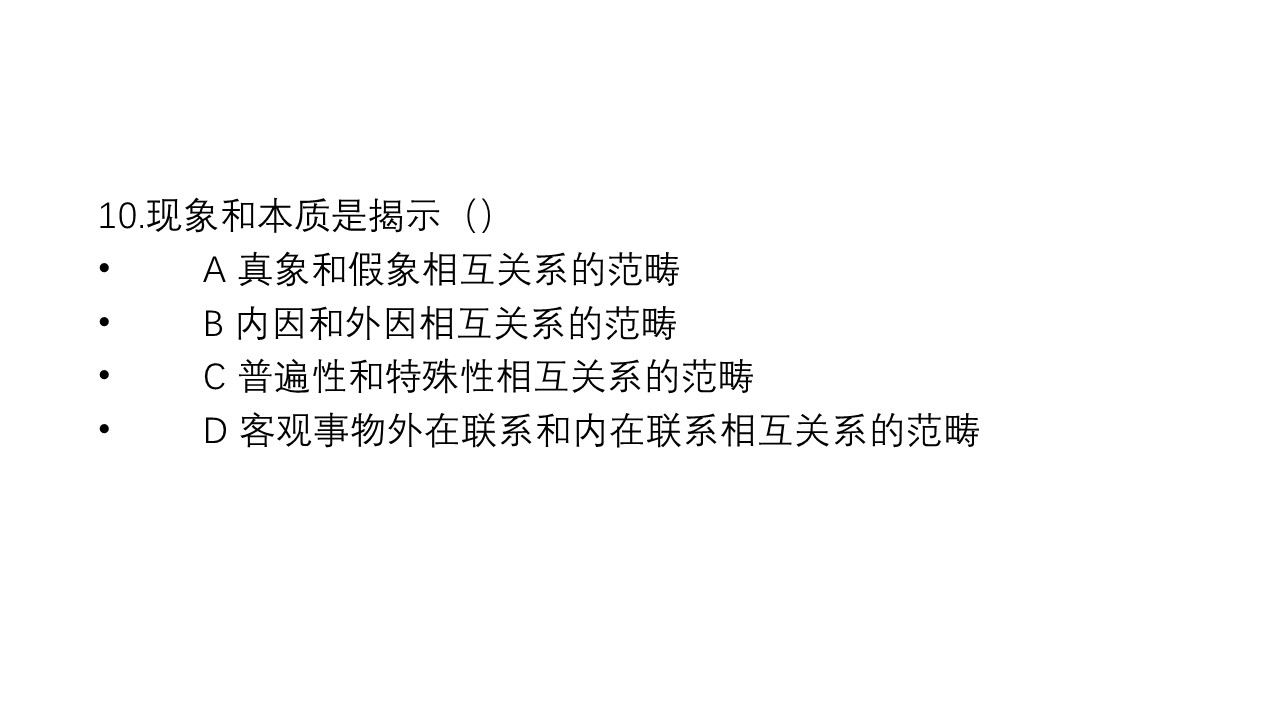 10.现象和本质是揭示（）
• A 真象和假象相互关系的范畴
• B 内因和外因相互关系的范畴
• C 普遍性和特殊性相互关系的范畴
• D 客观事物外在联系和内在联系相互关系的范畴